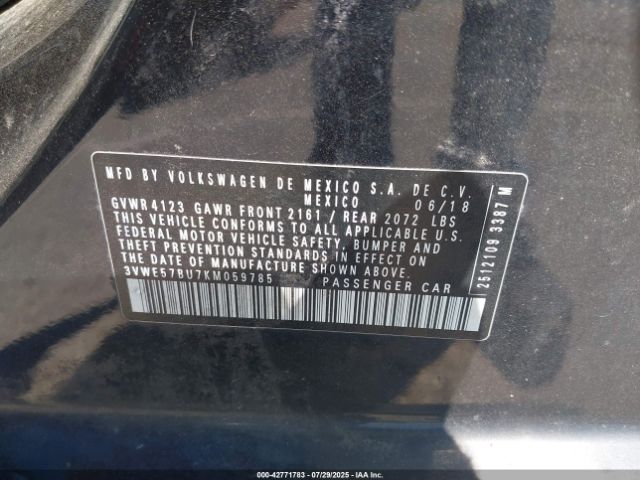 MFD BY VOLKSWAGEN DE MEXICO S.A. DE C.V.
MEXICO 06/18
GVWR 4123 GAWR FRONT 2161 / REAR 2072 LBS
THIS VEHICLE CONFORMS TO ALL APPLICABLE U.S.
FEDERAL MOTOR VEHICLE SAFETY, BUMPER AND
THEFT PREVENTION STANDARDS IN EFFECT ON
THE DATE OF MANUFACTURE SHOWN ABOVE
3VWE57BU7KM059785 PASSENGER CAR
2512109 3387 M
000-42771783 07/29/2025 - IAA, Inc.